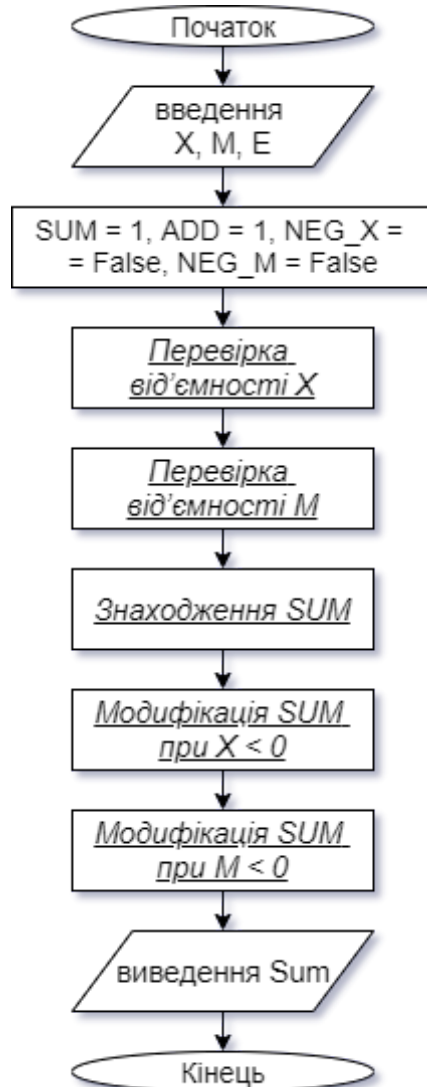 Початок
введення
X, M, E
SUM = 1, ADD = 1, NEG_X =
= False, NEG_M = False
Перевірка
від’ємності X
Перевірка
від’ємності M
Знаходження SUM
Модифікація SUM
при X < 0
Модифікація SUM
при M < 0
виведення Sum
Кінець